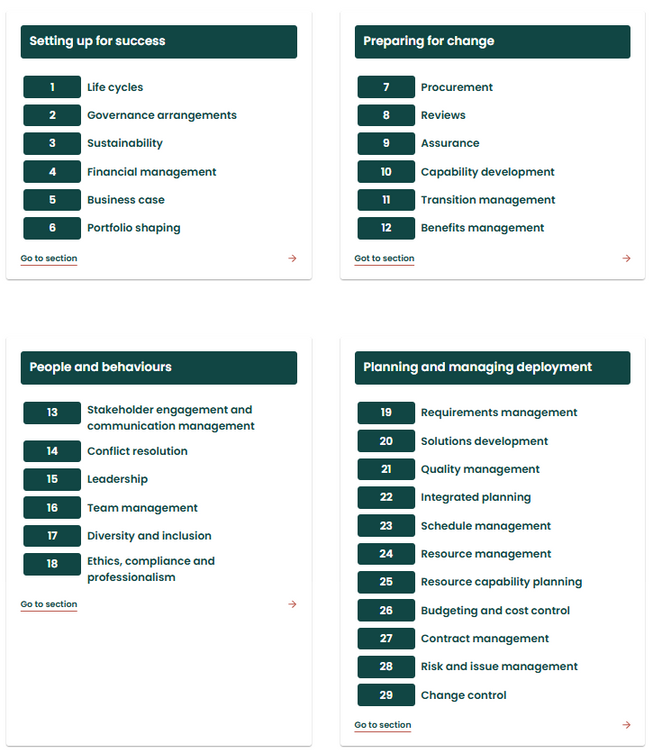 Setting up for success
1 Life cycles
2 Governance arrangements
3 Sustainability
4 Financial management
5 Business case
6 Portfolio shaping
Go to section →
Preparing for change
7 Procurement
8 Reviews
9 Assurance
10 Capability development
11 Transition management
12 Benefits management
Got to section →
People and behaviours
13 Stakeholder engagement and
communication management
14 Conflict resolution
15 Leadership
16 Team management
17 Diversity and inclusion
18 Ethics, compliance and
professionalism
Go to section →
Planning and managing deployment
19 Requirements management
20 Solutions development
21 Quality management
22 Integrated planning
23 Schedule management
24 Resource management
25 Resource capability planning
26 Budgeting and cost control
27 Contract management
28 Risk and issue management
29 Change control
Go to section →